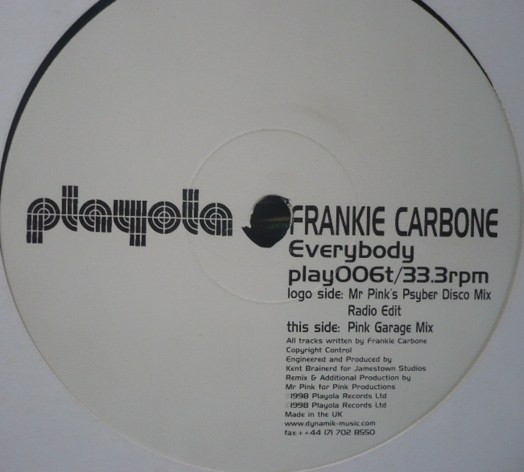 playola
FRANKIE CARBONE
Everybody
play006t/33.3rpm
logo side: Mr Pink's Psyber Disco Mix
Radio Edit
this side: Pink Garage Mix
All tracks written by Frankie Carbone
Copyright Control
Engineered and Produced by
Kent Brainerd for Jamestown Studios
Remix & Additional Production by
Mr Pink for Pink Productions
℗1998 Playola Records Ltd
©1998 Playola Records Ltd
Made in the UK
www.dynamik-music.com
fax:++44 171 702 8550